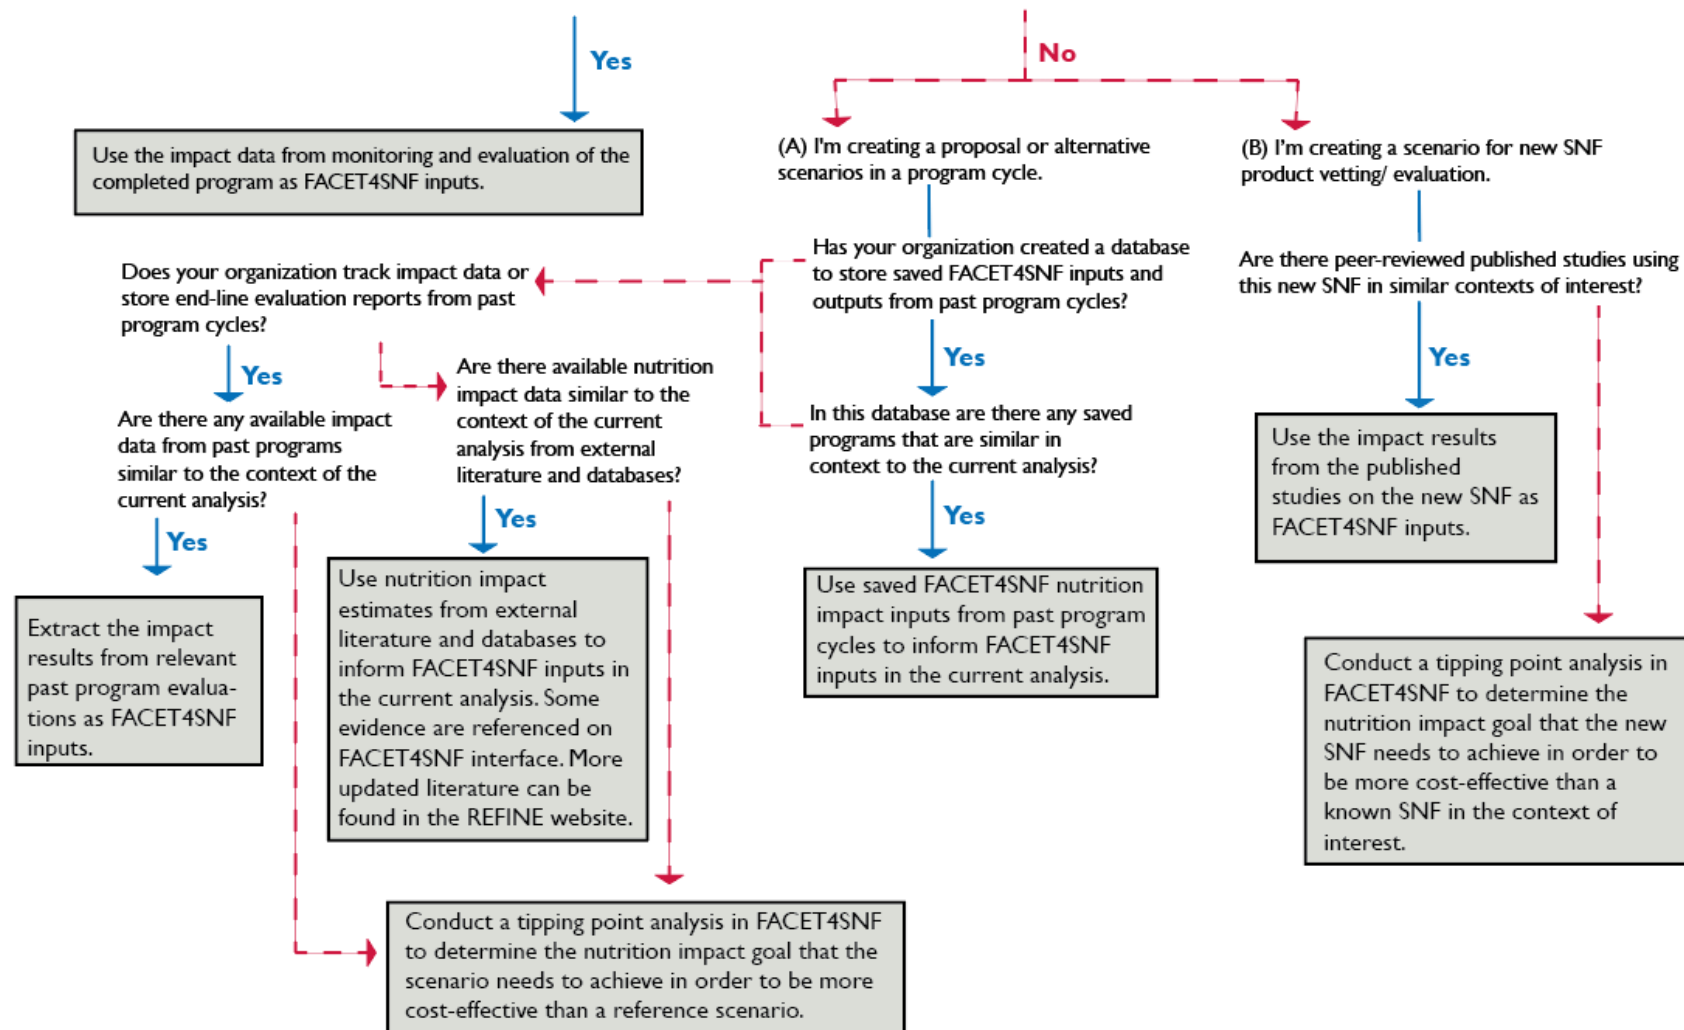 Yes
No
Use the impact data from monitoring and evaluation of the
completed program as FACET4SNF inputs.
(A) I'm creating a proposal or alternative
scenarios in a program cycle.
(B) I'm creating a scenario for new SNF
product vetting/ evaluation.
Has your organization created a database
to store saved FACET4SNF inputs and
outputs from past program cycles?
Are there peer-reviewed published studies using
this new SNF in similar contexts of interest?
Does your organization track impact data or
store end-line evaluation reports from past
program cycles?
Yes
Yes
Yes
Are there available nutrition
impact data similar to the
context of the current
analysis from external
literature and databases?
Are there any available impact
data from past programs
similar to the context of the
current analysis?
In this database are there any saved
programs that are similar in
context to the current analysis?
Use the impact results
from the published
studies on the new SNF as
FACET4SNF inputs.
Yes
Yes
Yes
Extract the impact
results from relevant
past program evalua-
tions as FACET4SNF
inputs.
Use nutrition impact
estimates from external
literature and databases to
inform FACET4SNF inputs in
the current analysis. Some
evidence are referenced on
FACET4SNF interface. More
updated literature can be
found in the REFINE website.
Use saved FACET4SNF nutrition
impact inputs from past program
cycles to inform FACET4SNF
inputs in the current analysis.
Conduct a tipping point analysis in
FACET4SNF to determine the
nutrition impact goal that the new
SNF needs to achieve in order to
be more cost-effective than a
known SNF in the context of
interest.
Conduct a tipping point analysis in FACET4SNF
to determine the nutrition impact goal that the
scenario needs to achieve in order to be more
cost-effective than a reference scenario.